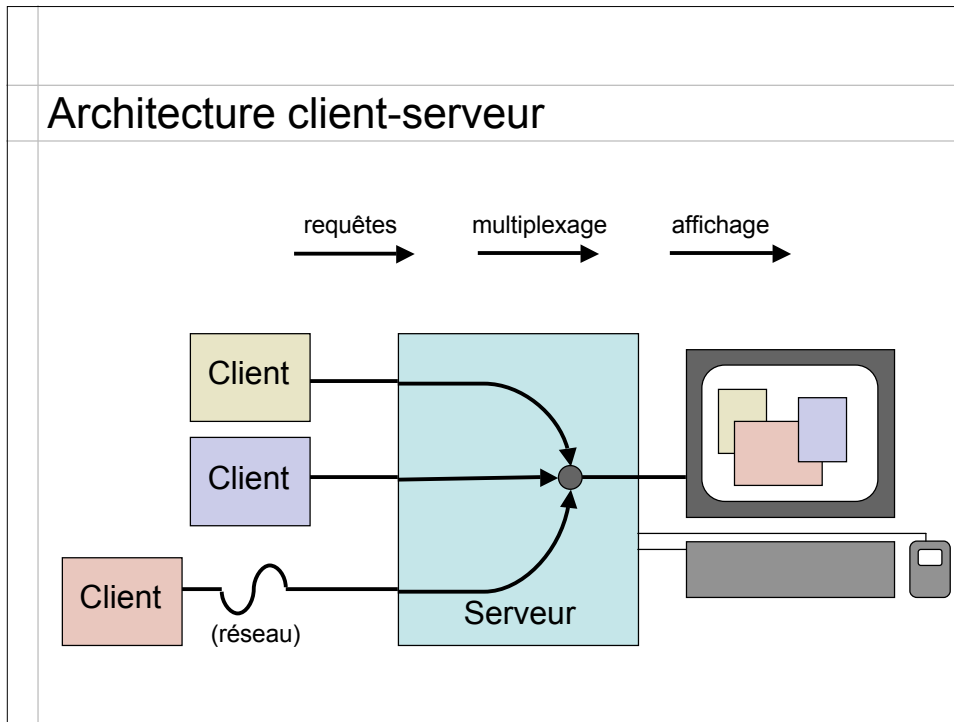 Architecture client-serveur
requêtes
multiplexage
affichage
Client
Client
Client
(réseau)
Serveur